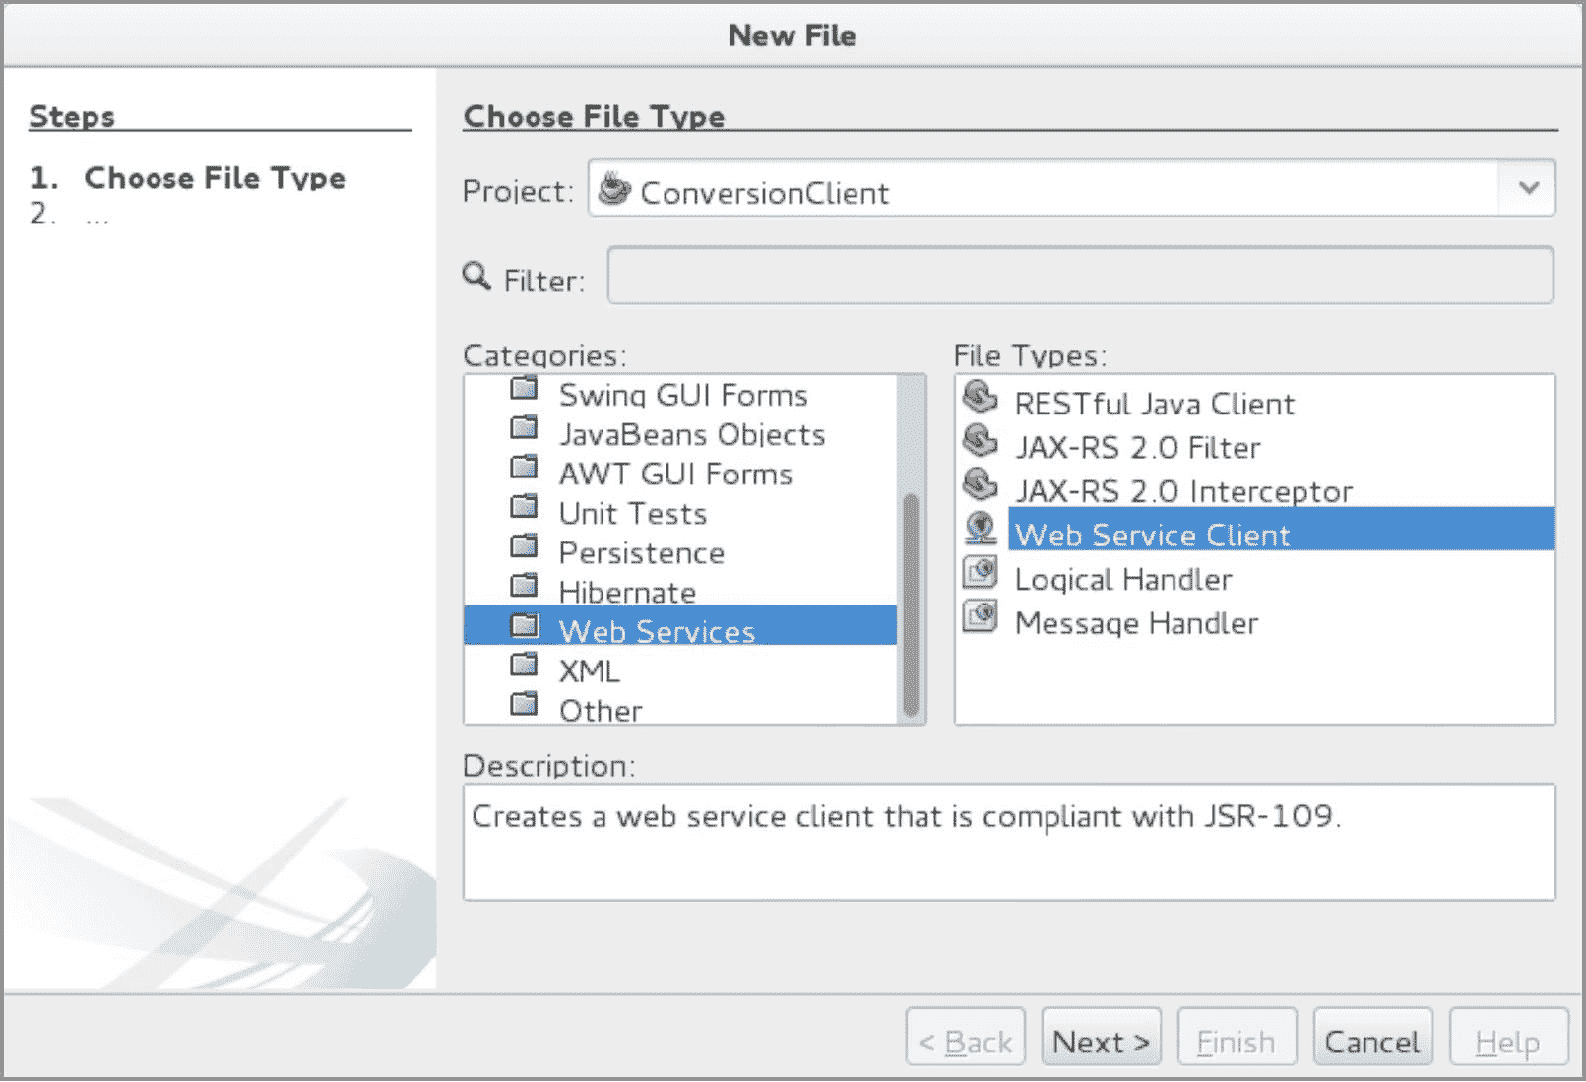 New File
Steps
1. Choose File Type
2. ...
Choose File Type
Project: ConversionClient
Filter:
Categories:
Swing GUI Forms
JavaBeans Objects
AWT GUI Forms
Unit Tests
Persistence
Hibernate
Web Services
XML
Other
File Types:
RESTful Java Client
JAX-RS 2.0 Filter
JAX-RS 2.0 Interceptor
Web Service Client
Logical Handler
Message Handler
Description:
Creates a web service client that is compliant with JSR-109.
< Back Next > Finish Cancel Help